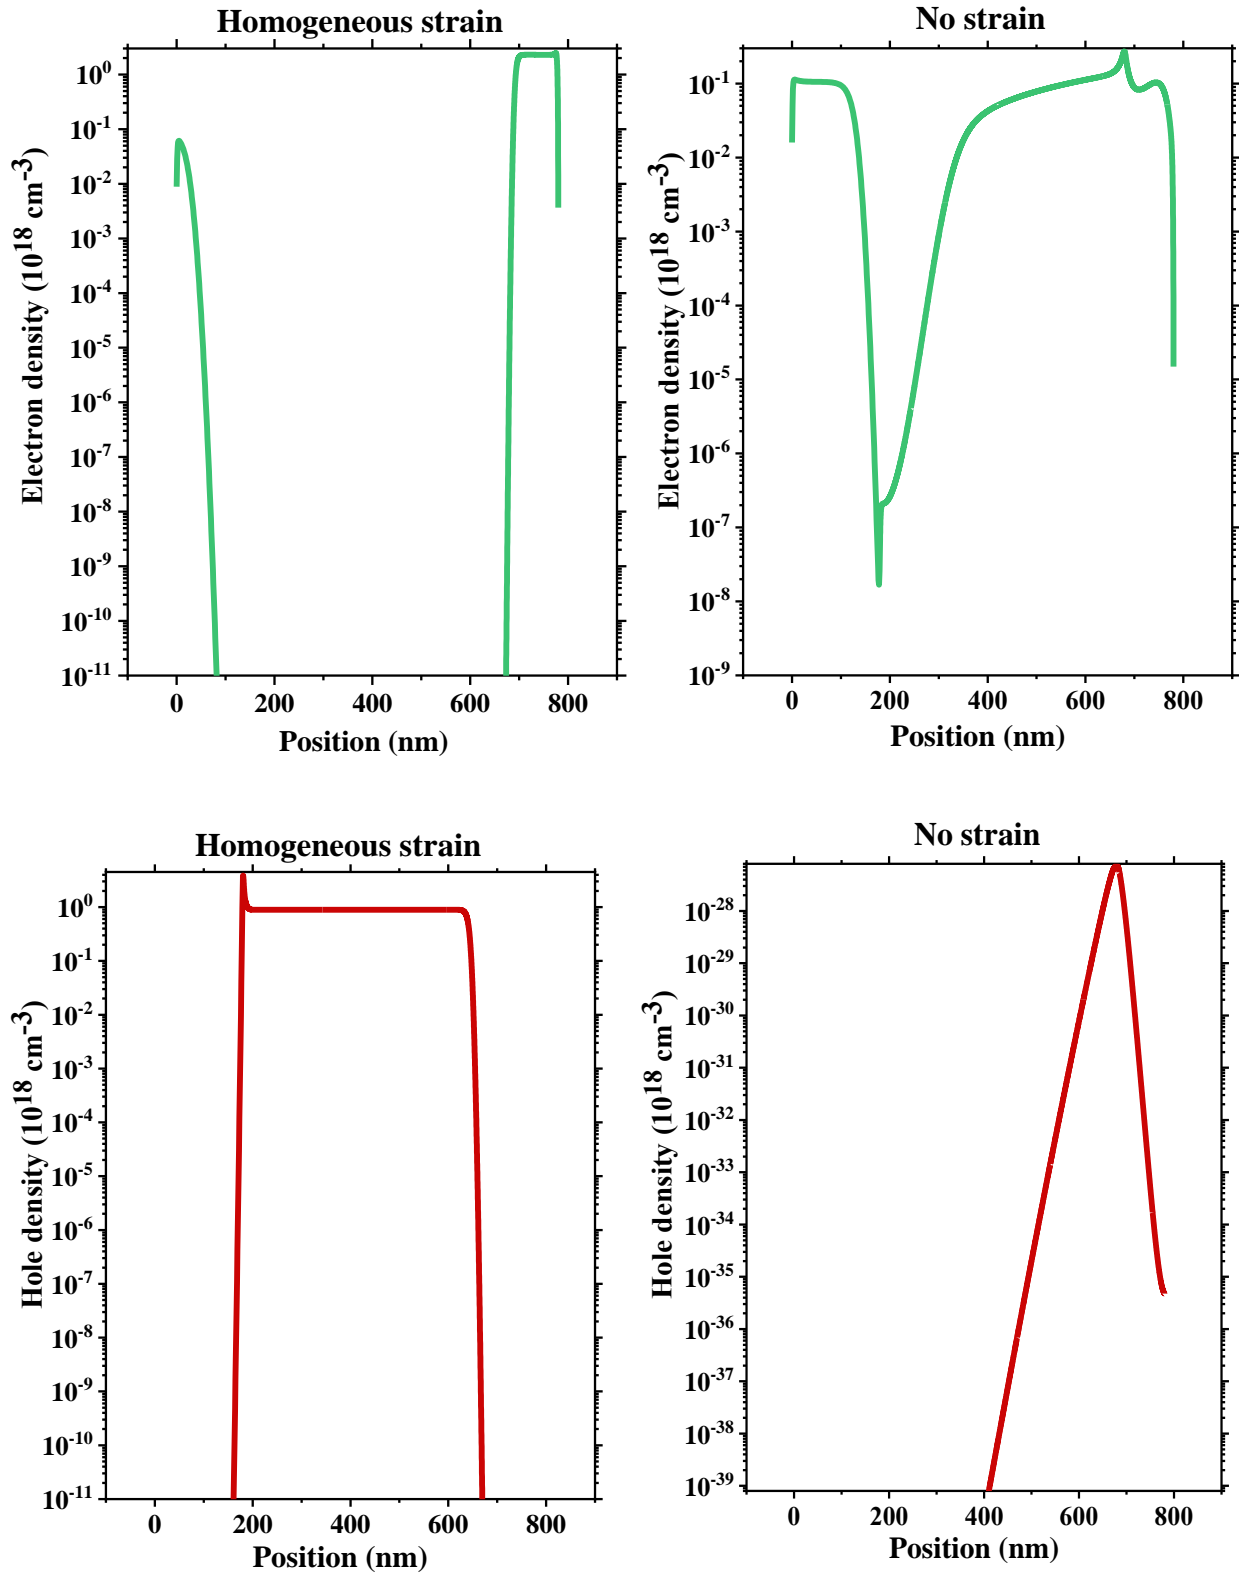 Homogeneous strain
Electron density (10^18 cm^-3)
10^0
10^-1
10^-2
10^-3
10^-4
10^-5
10^-6
10^-7
10^-8
10^-9
10^-10
10^-11
0 200 400 600 800
Position (nm)
No strain
Electron density (10^18 cm^-3)
10^-1
10^-2
10^-3
10^-4
10^-5
10^-6
10^-7
10^-8
10^-9
0 200 400 600 800
Position (nm)
Homogeneous strain
Hole density (10^18 cm^-3)
10^0
10^-1
10^-2
10^-3
10^-4
10^-5
10^-6
10^-7
10^-8
10^-9
10^-10
10^-11
0 200 400 600 800
Position (nm)
No strain
Hole density (10^18 cm^-3)
10^-28
10^-29
10^-30
10^-31
10^-32
10^-33
10^-34
10^-35
10^-36
10^-37
10^-38
10^-39
0 200 400 600 800
Position (nm)